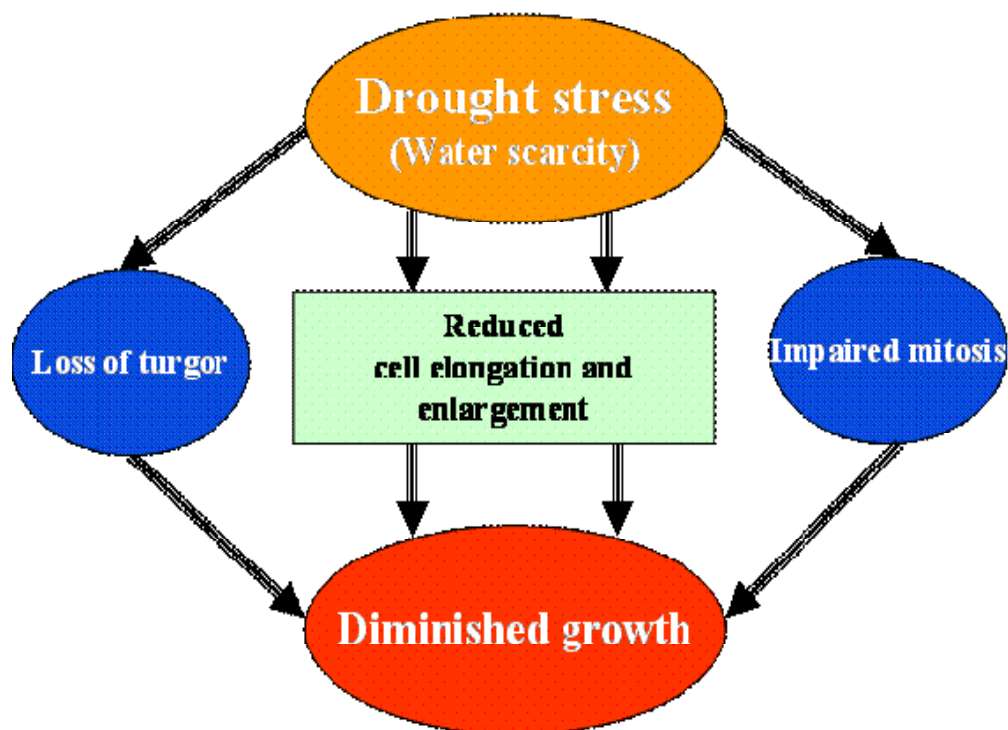 Drought stress
(Water scarcity)
Loss of turgor
Reduced
cell elongation and
enlargement
Impaired mitosis
Diminished growth